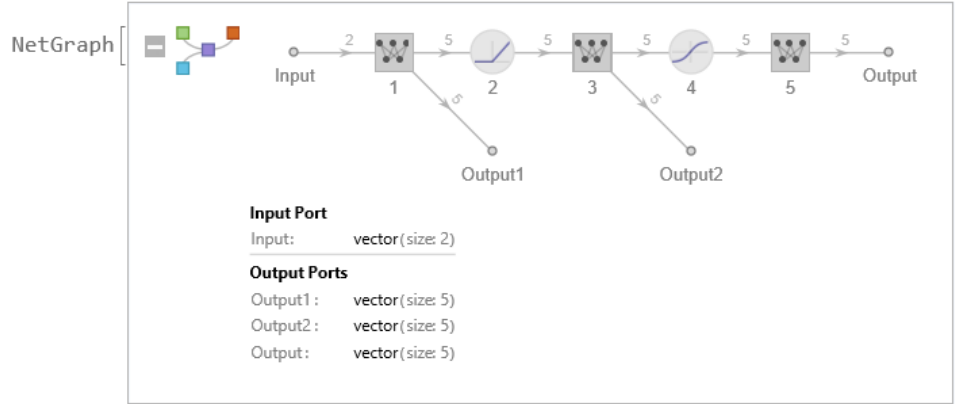 NetGraph[
2 5 5 5 5 5
Input 1 2 3 4 5 Output
5 5
Output1 Output2
Input Port
Input: vector(size: 2)
Output Ports
Output1: vector(size: 5)
Output2: vector(size: 5)
Output: vector(size: 5)